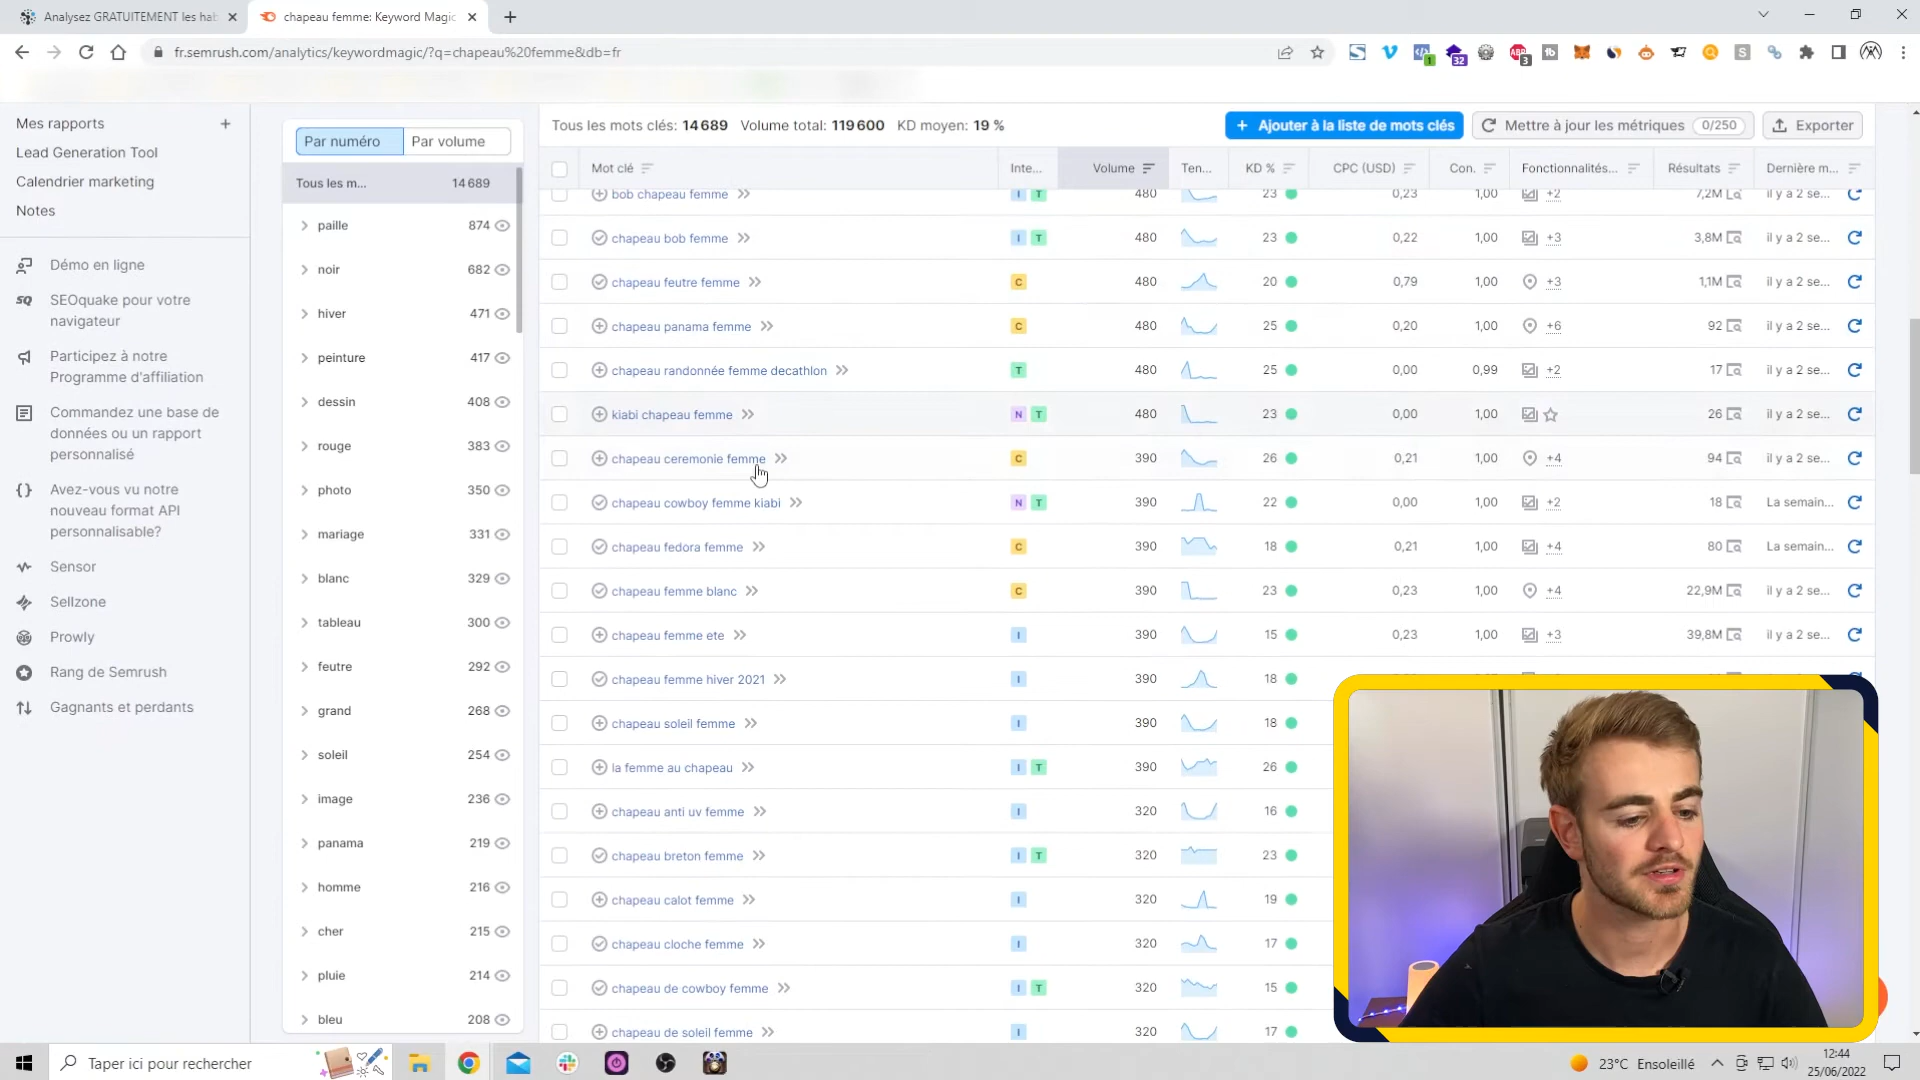 Analysez GRATUITEMENT les hab
chapeau femme: Keyword Magic
fr.semrush.com/analytics/keywordmagic/?q=chapeau%20femme&db=fr
Mes rapports
Lead Generation Tool
Calendrier marketing
Notes
Démo en ligne
SEOquake pour votre
navigateur
Participez à notre
Programme d'affiliation
Commandez une base de
données ou un rapport
personnalisé
Avez-vous vu notre
nouveau format API
personnalisable?
Sensor
Sellzone
Prowly
Rang de Semrush
Gagnants et perdants
Par numéro Par volume
Tous les m... 14 689
paille 874
noir 682
hiver 471
peinture 417
dessin 408
rouge 383
photo 350
mariage 331
blanc 329
tableau 300
feutre 292
grand 268
soleil 254
image 236
panama 219
homme 216
cher 215
pluie 214
bleu 208
Tous les mots clés: 14 689 Volume total: 119 600 KD moyen: 19 %
+ Ajouter à la liste de mots clés
Mettre à jour les métriques 0/250
Exporter
Mot clé Inte... Volume Ten... KD % CPC (USD) Con. Fonctionnalités... Résultats Dernière m...
bob chapeau femme I T 480 23 0,23 1,00 +2 7,2M il y a 2 se...
chapeau bob femme I T 480 23 0,22 1,00 +3 3,8M il y a 2 se...
chapeau feutre femme C 480 20 0,79 1,00 +3 1,1M il y a 2 se...
chapeau panama femme C 480 25 0,20 1,00 +6 92 il y a 2 se...
chapeau randonnée femme decathlon T 480 25 0,00 0,99 +2 17 il y a 2 se...
kiabi chapeau femme N T 480 23 0,00 1,00 26 il y a 2 se...
chapeau ceremonie femme C 390 26 0,21 1,00 +4 94 il y a 2 se...
chapeau cowboy femme kiabi N T 390 22 0,00 1,00 +2 18 La semain...
chapeau fedora femme C 390 18 0,21 1,00 +4 80 La semain...
chapeau femme blanc C 390 23 0,23 1,00 +4 22,9M il y a 2 se...
chapeau femme ete I 390 15 0,23 1,00 +3 39,8M il y a 2 se...
chapeau femme hiver 2021 I 390 18
chapeau soleil femme I 390 18
la femme au chapeau I T 390 26
chapeau anti uv femme I 320 16
chapeau breton femme I T 320 23
chapeau calot femme I 320 19
chapeau cloche femme I 320 17
chapeau de cowboy femme I T 320 15
chapeau de soleil femme I 320 17
Taper ici pour rechercher
23°C Ensoleillé
12:44
25/06/2022